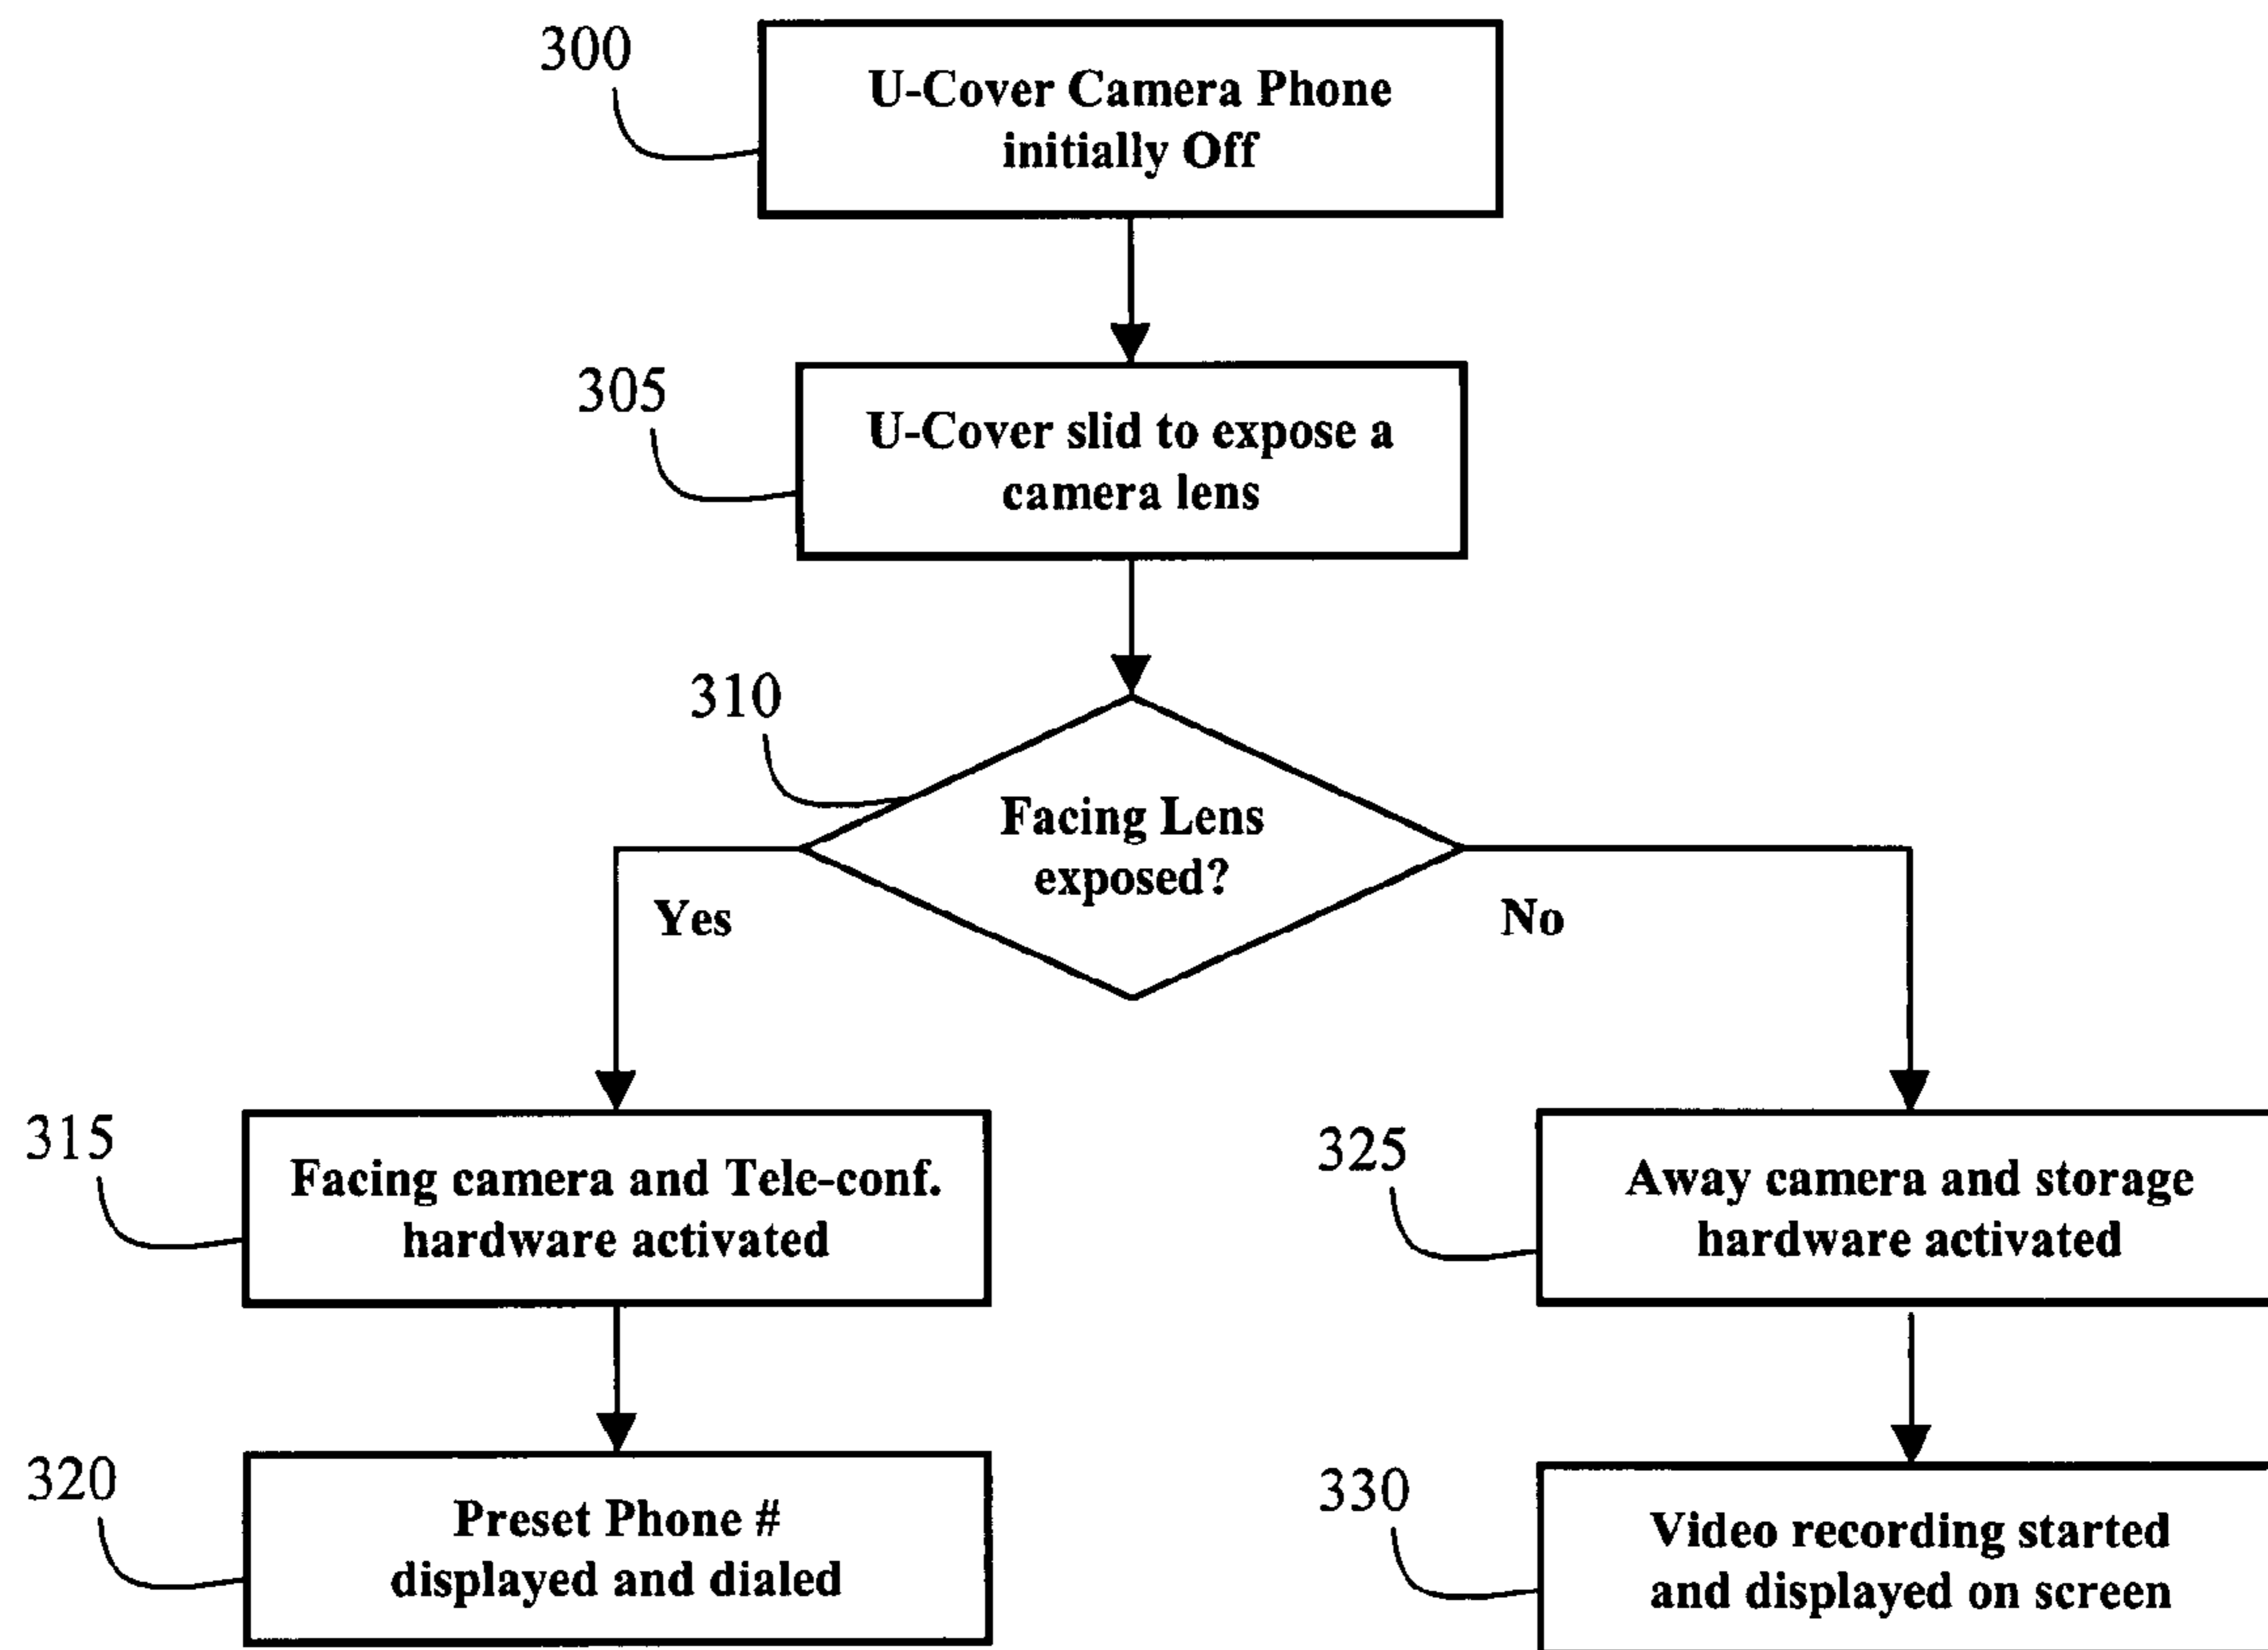 300
U-Cover Camera Phone
initially Off
305
U-Cover slid to expose a
camera lens
310
Facing Lens
exposed?
Yes
No
315
Facing camera and Tele-conf.
hardware activated
325
Away camera and storage
hardware activated
320
Preset Phone #
displayed and dialed
330
Video recording started
and displayed on screen